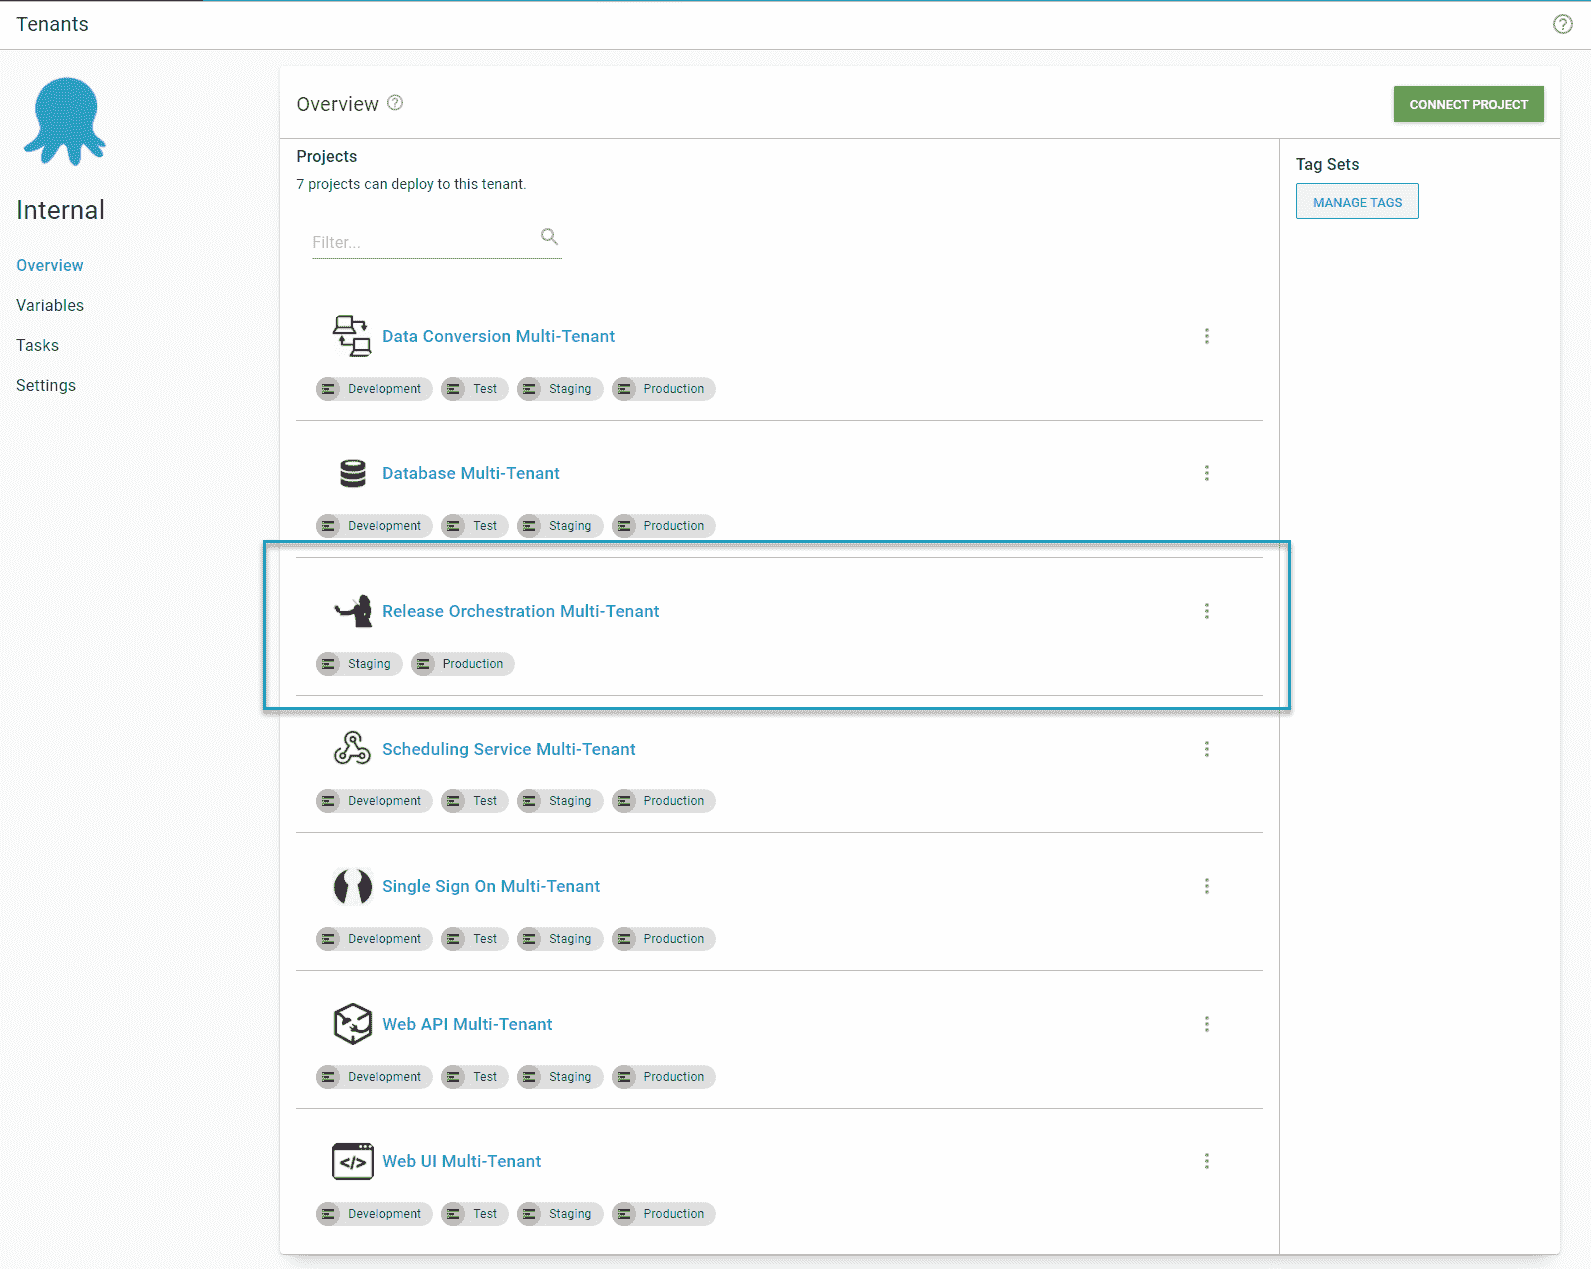 Tenants
Internal
Overview
Variables
Tasks
Settings
Overview
CONNECT PROJECT
Projects
7 projects can deploy to this tenant.
Filter...
Data Conversion Multi-Tenant
Development Test Staging Production
Database Multi-Tenant
Development Test Staging Production
Release Orchestration Multi-Tenant
Staging Production
Scheduling Service Multi-Tenant
Development Test Staging Production
Single Sign On Multi-Tenant
Development Test Staging Production
Web API Multi-Tenant
Development Test Staging Production
Web UI Multi-Tenant
Development Test Staging Production
Tag Sets
MANAGE TAGS